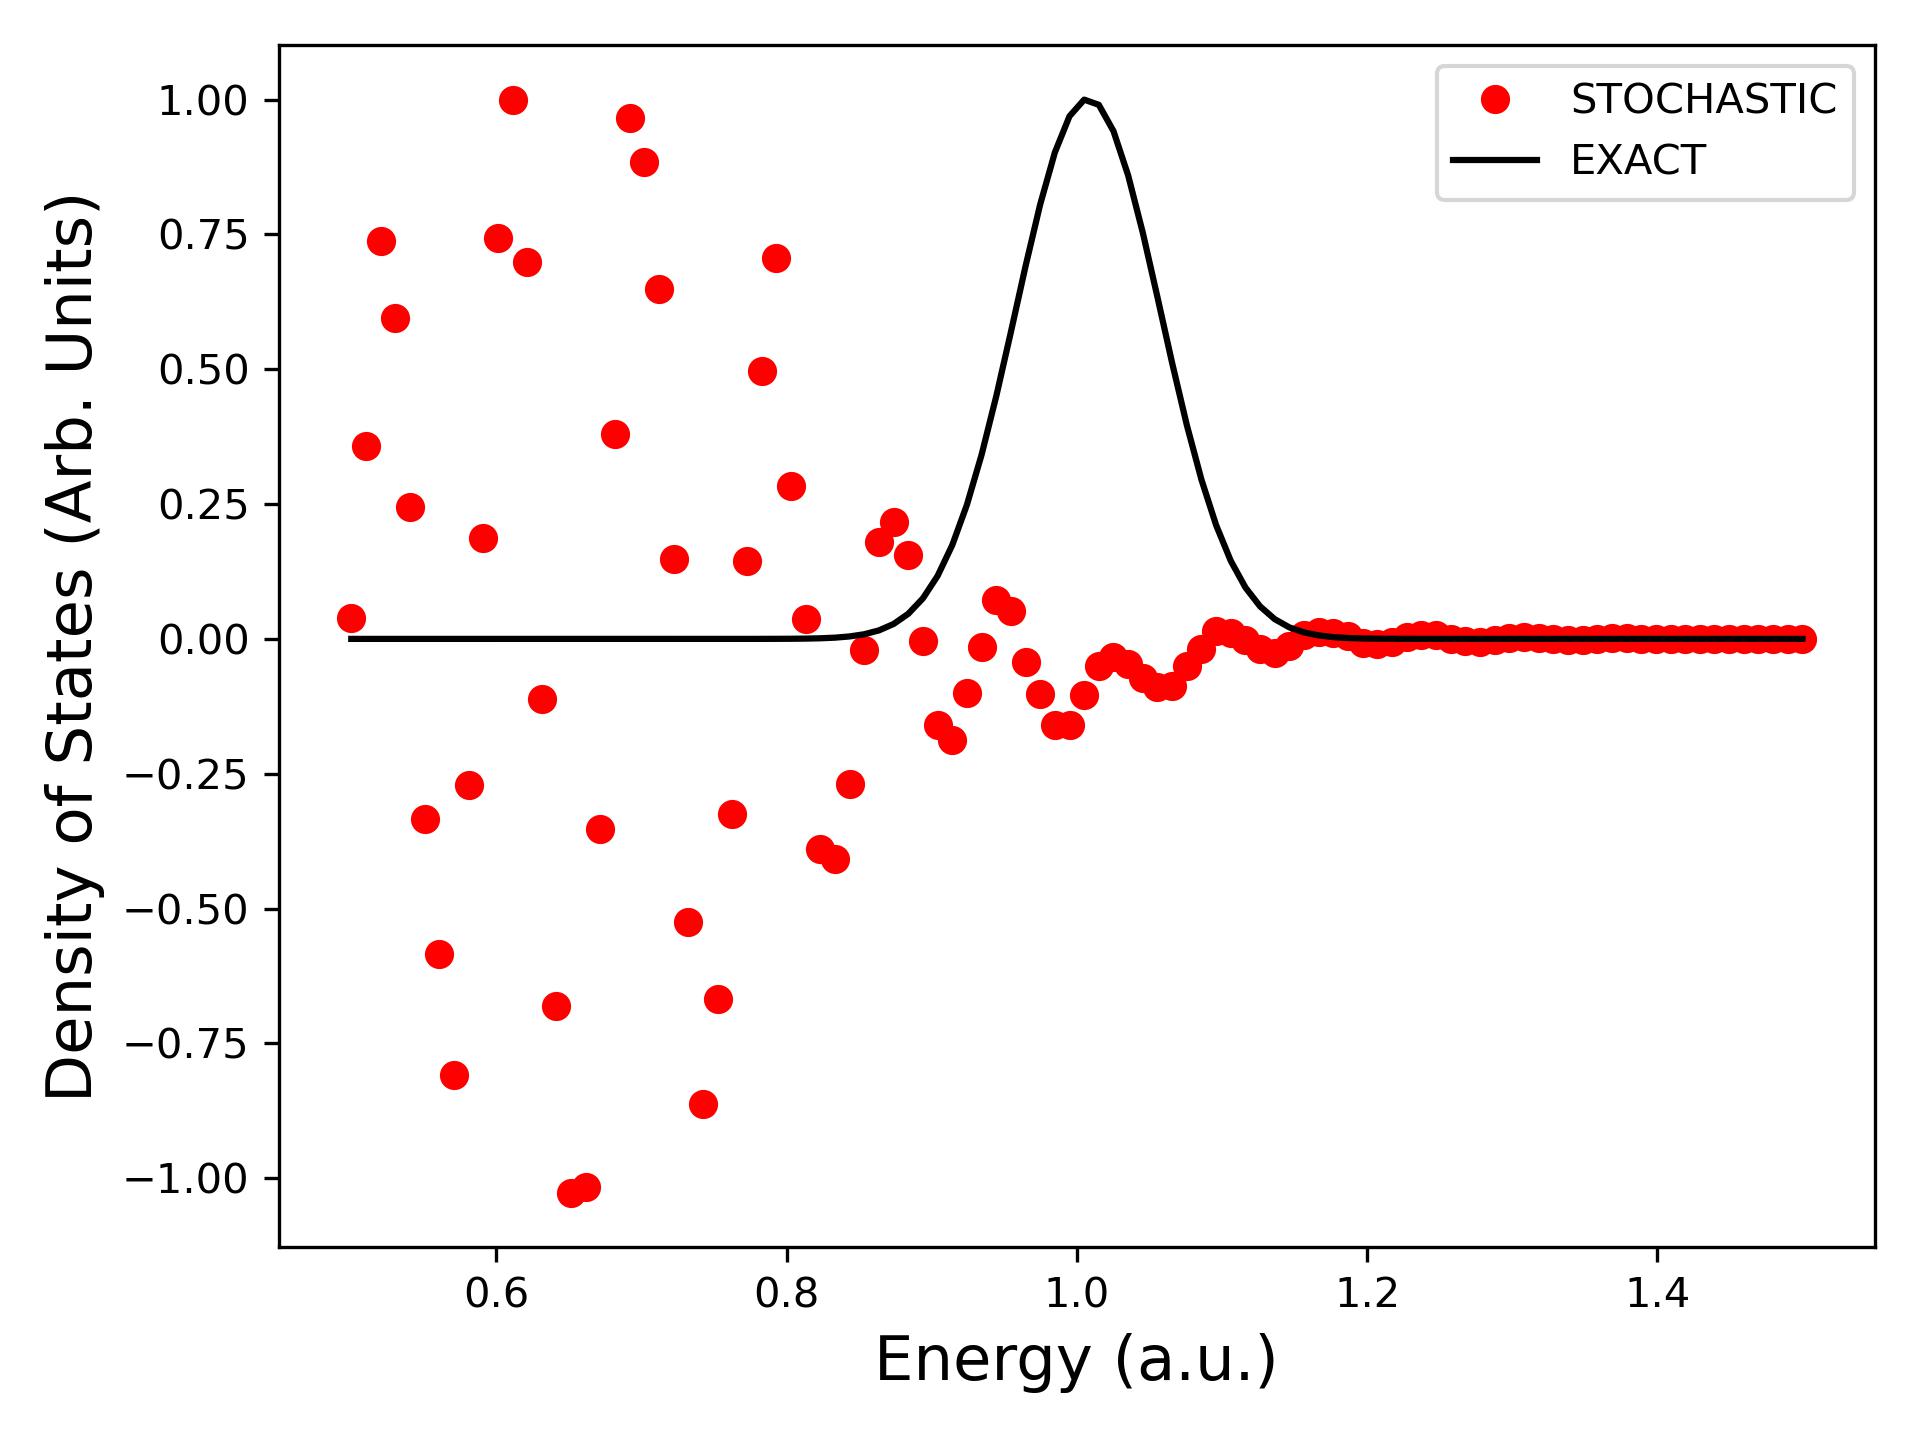 STOCHASTIC
EXACT
Density of States (Arb. Units)
1.00
0.75
0.50
0.25
0.00
−0.25
−0.50
−0.75
−1.00
0.6 0.8 1.0 1.2 1.4
Energy (a.u.)